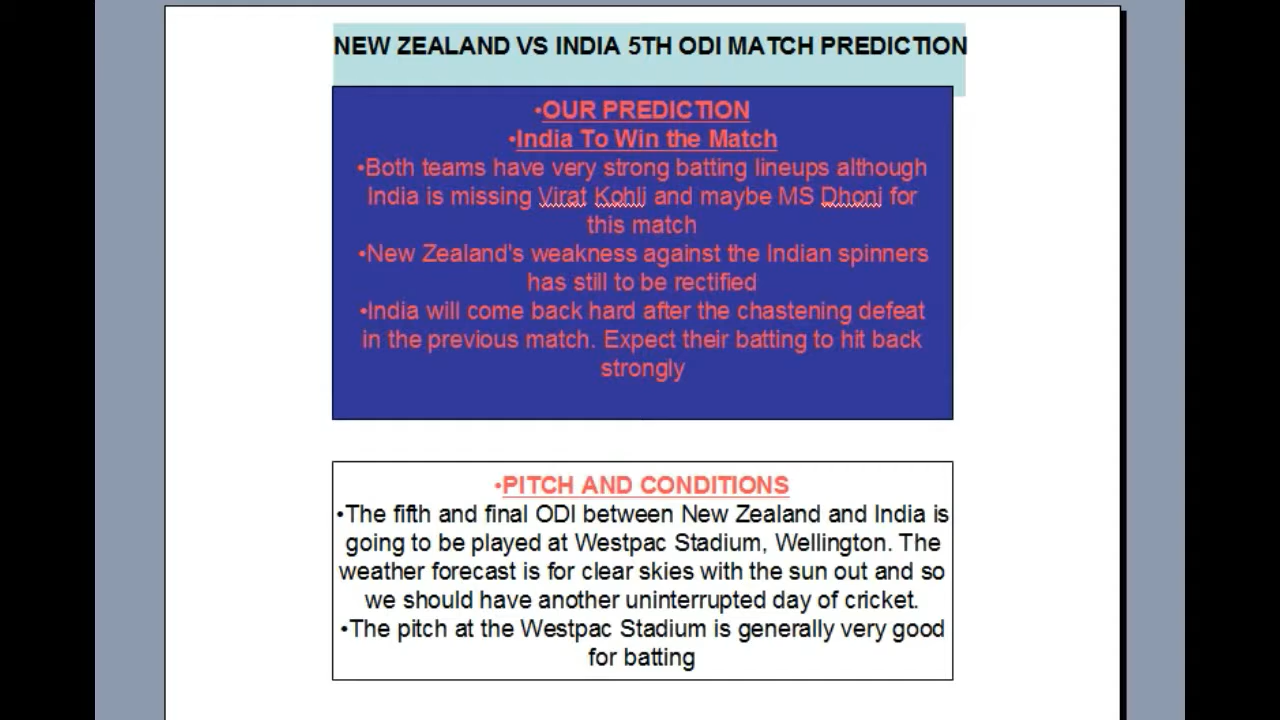 NEW ZEALAND VS INDIA 5TH ODI MATCH PREDICTION
•OUR PREDICTION
•India To Win the Match
•Both teams have very strong batting lineups although
India is missing Virat Kohli and maybe MS Dhoni for
this match
•New Zealand's weakness against the Indian spinners
has still to be rectified
•India will come back hard after the chastening defeat
in the previous match. Expect their batting to hit back
strongly
•PITCH AND CONDITIONS
•The fifth and final ODI between New Zealand and India is
going to be played at Westpac Stadium, Wellington. The
weather forecast is for clear skies with the sun out and so
we should have another uninterrupted day of cricket.
•The pitch at the Westpac Stadium is generally very good
for batting